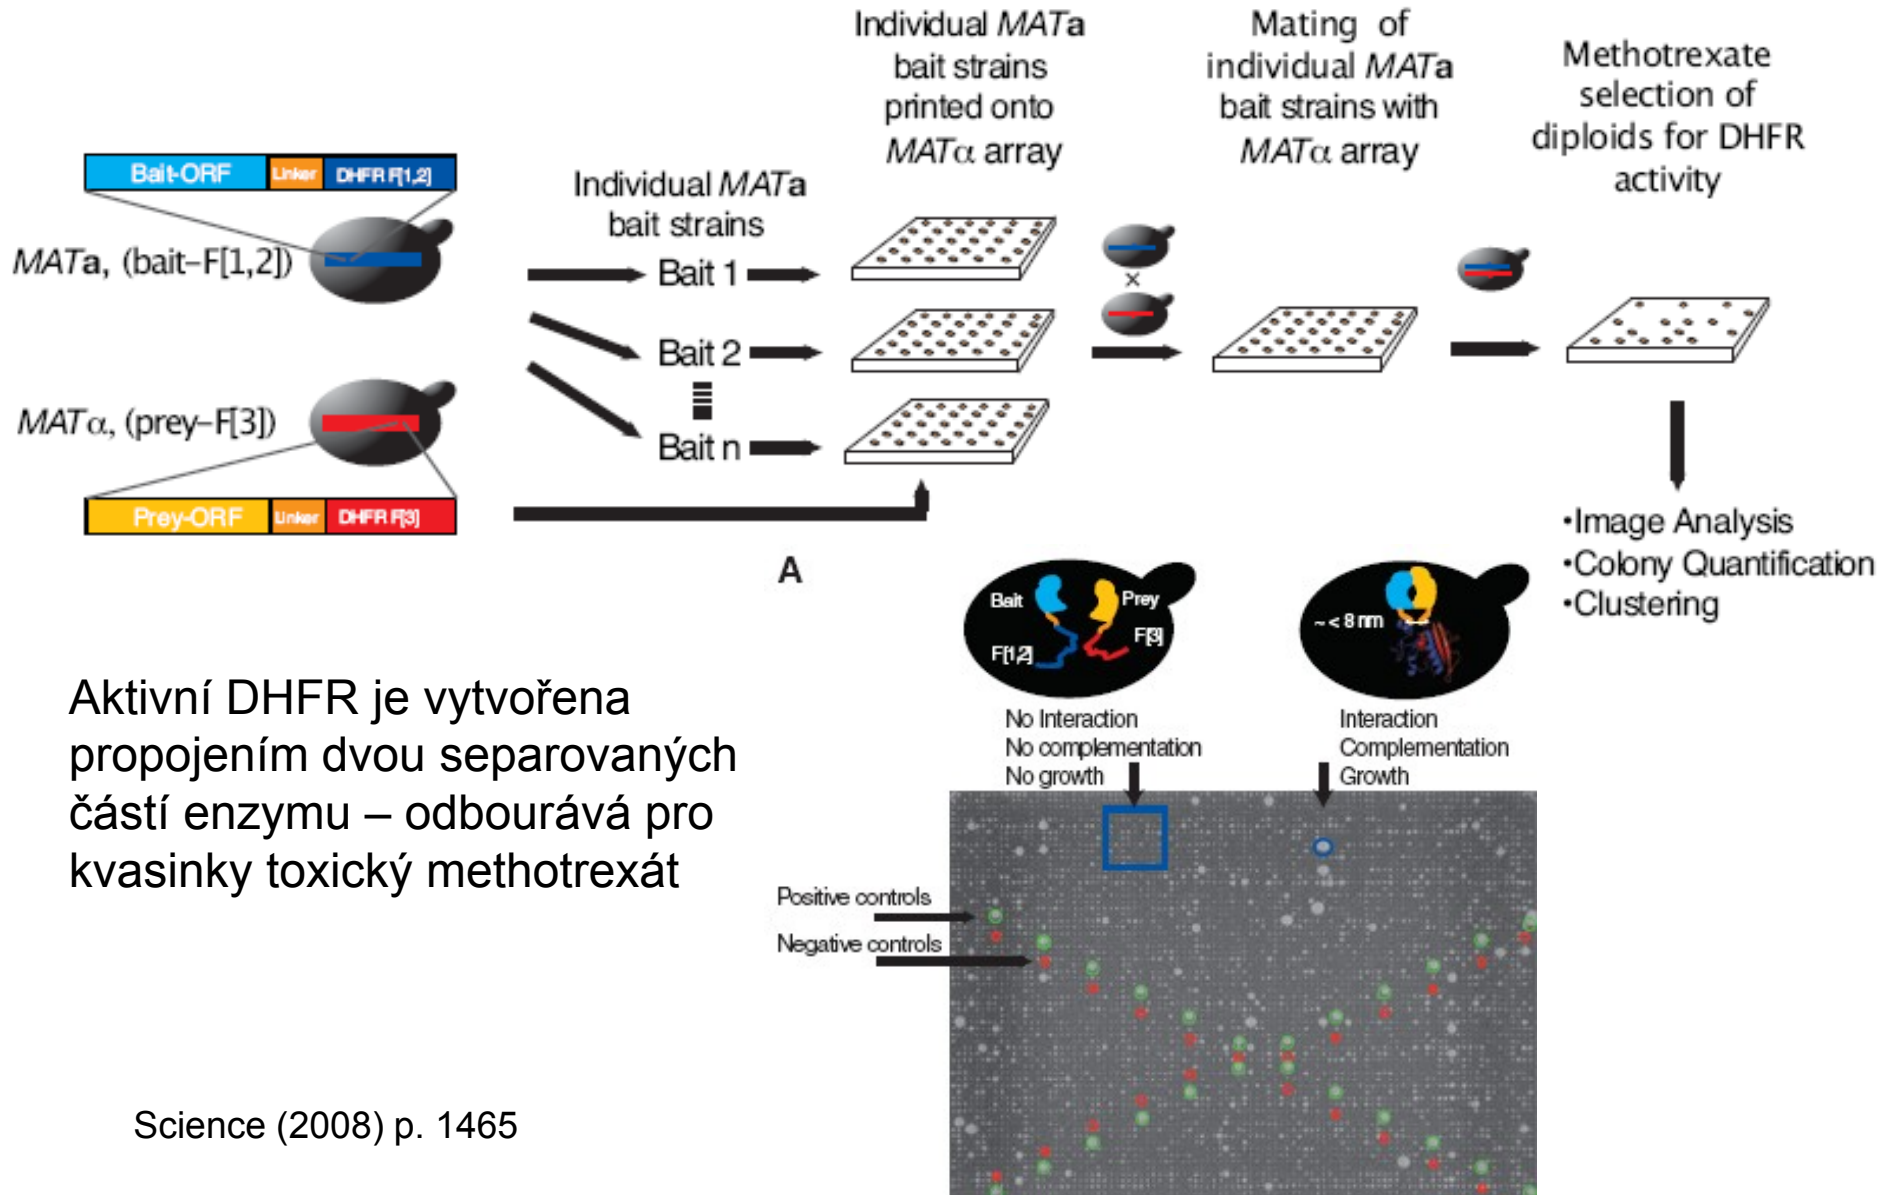 Individual MATa
bait strains
printed onto
MATα array
Mating of
individual MATa
bait strains with
MATα array
Methotrexate
selection of
diploids for DHFR
activity
Bait-ORF
Linker
DHFR F[1,2]
MATa, (bait–F[1,2])
Individual MATa
bait strains
Bait 1
Bait 2
Bait n
×
MATα, (prey–F[3])
Prey-ORF
Linker
DHFR F[3]
•Image Analysis
•Colony Quantification
•Clustering
A
Bait
Prey
F[1,2]
F[3]
~ < 8 nm
No Interaction
No complementation
No growth
Interaction
Complementation
Growth
Aktivní DHFR je vytvořena
propojením dvou separovaných
částí enzymu – odbourává pro
kvasinky toxický methotrexát
Positive controls
Negative controls
Science (2008) p. 1465